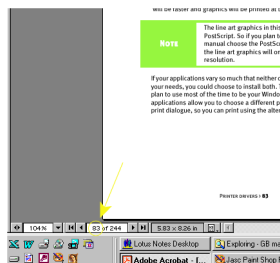 will be faster and graphics will be printed at t
NOTE
The line art graphics in this
PostScript. So if you plan to
manual choose the PostScr
the line art graphics will on
resolution.
If your applications vary so much that neither o
your needs, you could choose to install both. T
plan to use most of the time to be your Windo
applications allow you to choose a different p
print dialogue, so you can print using the alter
PRINTER DRIVERS › 63
104% 83 of 244 5.83 x 8.26 in
Lotus Notes Desktop Exploring - GB ma
Adobe Acrobat - [ Jasc Paint Shop